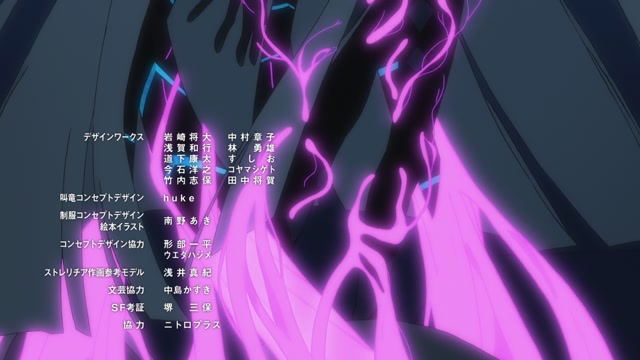 デザインワークス 岩崎将大 中村章子
浅賀和行 林 勇雄
道下康太 すしお
今石洋之 コヤマシゲト
竹内志保 田中将賀
叫竜コンセプトデザイン huke
制服コンセプトデザイン
絵本イラスト 南野あき
コンセプトデザイン協力 形部一平
ウエダハジメ
ストレリチア作画参考モデル 浅井真紀
文芸協力 中島かずき
SF考証 堺 三保
協力 ニトロプラス